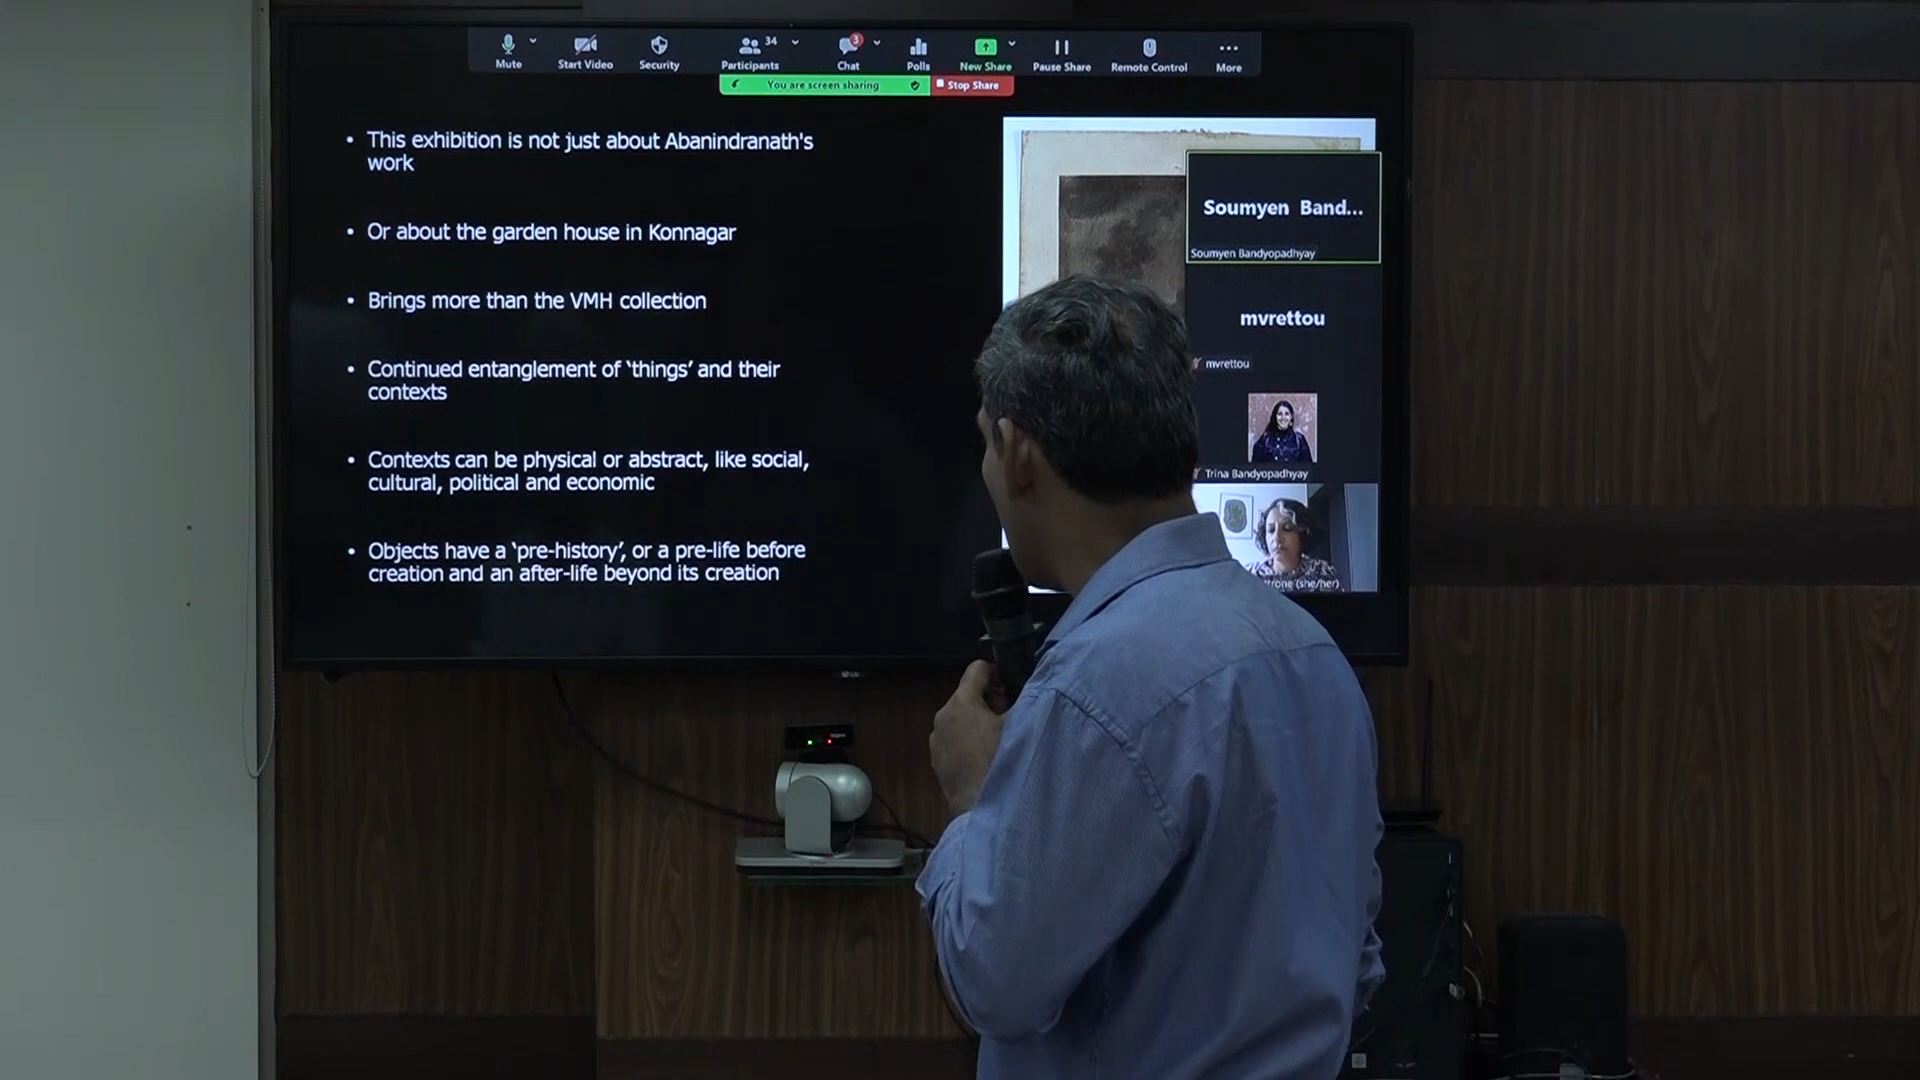 34
3
Mute
Start Video
Security
Participants
Chat
Polls
New Share
Pause Share
Remote Control
More
You are screen sharing
Stop Share
• This exhibition is not just about Abanindranath's
work
• Or about the garden house in Konnagar
• Brings more than the VMH collection
• Continued entanglement of ‘things’ and their
contexts
• Contexts can be physical or abstract, like social,
cultural, political and economic
• Objects have a ‘pre-history’, or a pre-life before
creation and an after-life beyond its creation
Soumyen Band...
Soumyen Bandyopadhyay
mvrettou
mvrettou
Trina Bandyopadhyay
(she/her)
LG